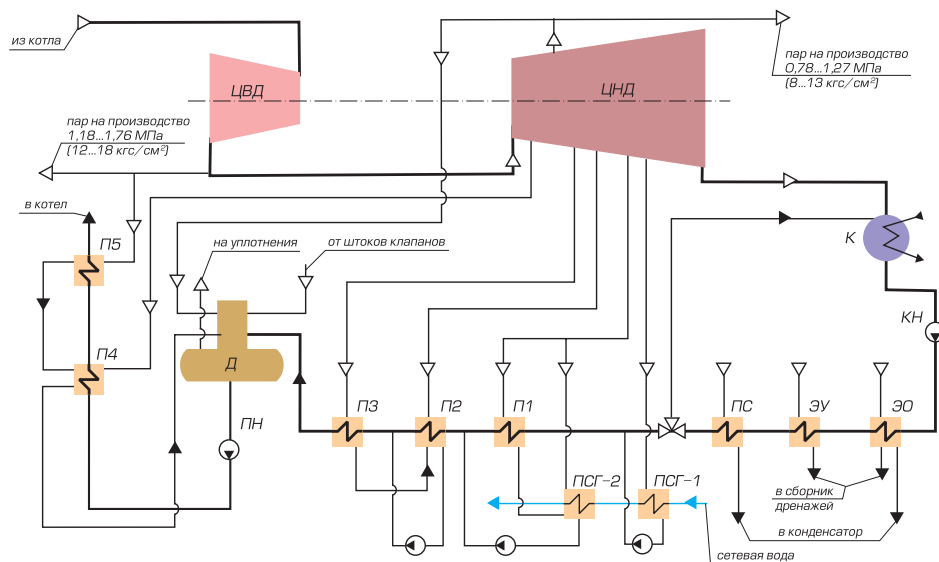 из котла
ЦВД
ЦНД
пар на производство
0,78...1,27 МПа
(8...13 кгс/см²)
пар на производство
1,18...1,76 МПа
(12...18 кгс/см²)
в котел
П5
на уплотнения
от штоков клапанов
К
КН
П4
Д
ПН
П3
П2
П1
ПС
ЭУ
ЭО
ПСГ-2
ПСГ-1
в сборник
дренажей
в конденсатор
сетевая вода